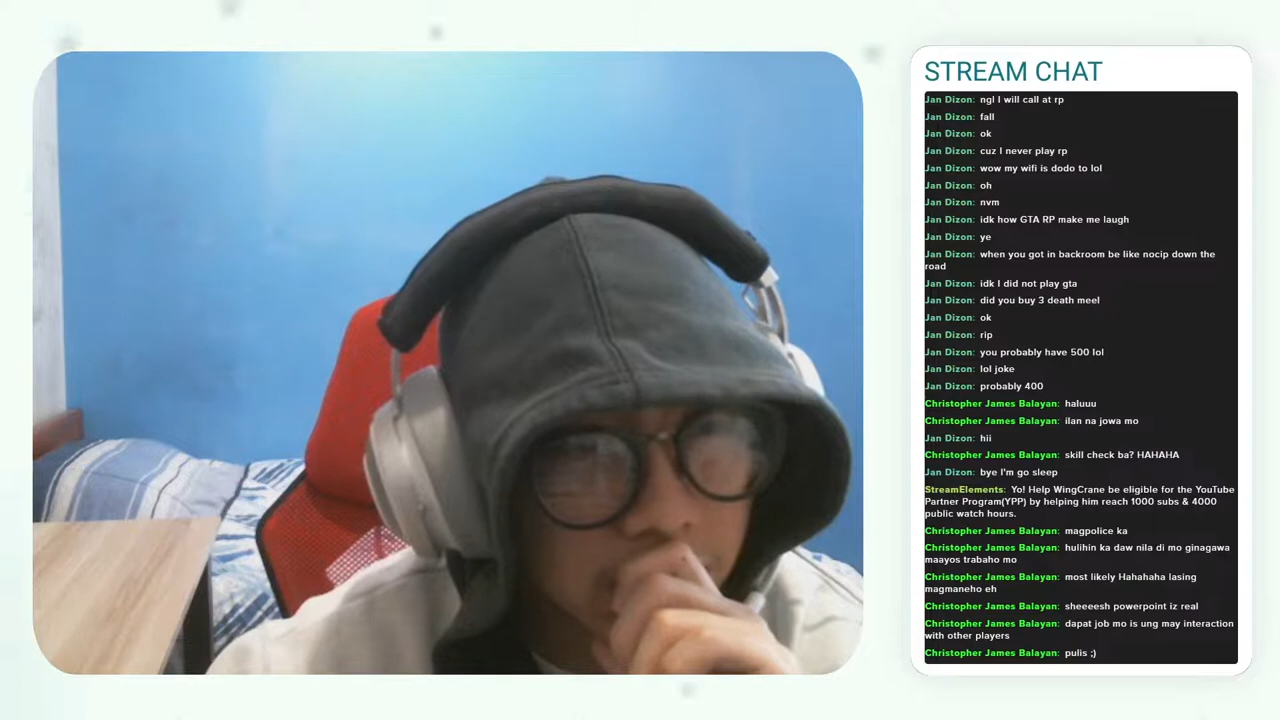 STREAM CHAT
Jan Dizon: ngl I will call at rp
Jan Dizon: fall
Jan Dizon: ok
Jan Dizon: cuz I never play rp
Jan Dizon: wow my wifi is dodo to lol
Jan Dizon: oh
Jan Dizon: nvm
Jan Dizon: idk how GTA RP make me laugh
Jan Dizon: ye
Jan Dizon: when you got in backroom be like nocip down the
road
Jan Dizon: idk I did not play gta
Jan Dizon: did you buy 3 death meel
Jan Dizon: ok
Jan Dizon: rip
Jan Dizon: you probably have 500 lol
Jan Dizon: lol joke
Jan Dizon: probably 400
Christopher James Balayan: haluuu
Christopher James Balayan: ilan na jowa mo
Jan Dizon: hii
Christopher James Balayan: skill check ba? HAHAHA
Jan Dizon: bye I'm go sleep
StreamElements: Yo! Help WingCrane be eligible for the YouTube
Partner Program(YPP) by helping him reach 1000 subs & 4000
public watch hours.
Christopher James Balayan: magpolice ka
Christopher James Balayan: hulihin ka daw nila di mo ginagawa
maayos trabaho mo
Christopher James Balayan: most likely Hahahaha lasing
magmaneho eh
Christopher James Balayan: sheeeesh powerpoint iz real
Christopher James Balayan: dapat job mo is ung may interaction
with other players
Christopher James Balayan: pulis ;)